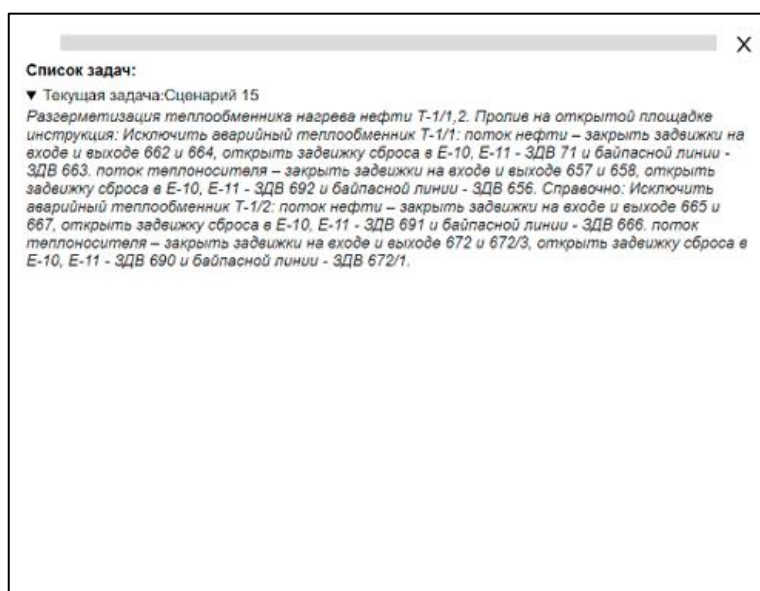 X
Список задач:
▼ Текущая задача:Сценарий 15
Разгерметизация теплообменника нагрева нефти Т-1/1,2. Пролив на открытой площадке
инструкция: Исключить аварийный теплообменник Т-1/1: поток нефти – закрыть задвижки на
входе и выходе 662 и 664, открыть задвижку сброса в Е-10, Е-11 - ЗДВ 71 и байпасной линии -
ЗДВ 663. поток теплоносителя – закрыть задвижки на входе и выходе 657 и 658, открыть
задвижку сброса в Е-10, Е-11 - ЗДВ 692 и байпасной линии - ЗДВ 656. Справочно: Исключить
аварийный теплообменник Т-1/2: поток нефти – закрыть задвижки на входе и выходе 665 и
667, открыть задвижку сброса в Е-10, Е-11 - ЗДВ 691 и байпасной линии - ЗДВ 666. поток
теплоносителя – закрыть задвижки на входе и выходе 672 и 672/3, открыть задвижку сброса в
Е-10, Е-11 - ЗДВ 690 и байпасной линии - ЗДВ 672/1.